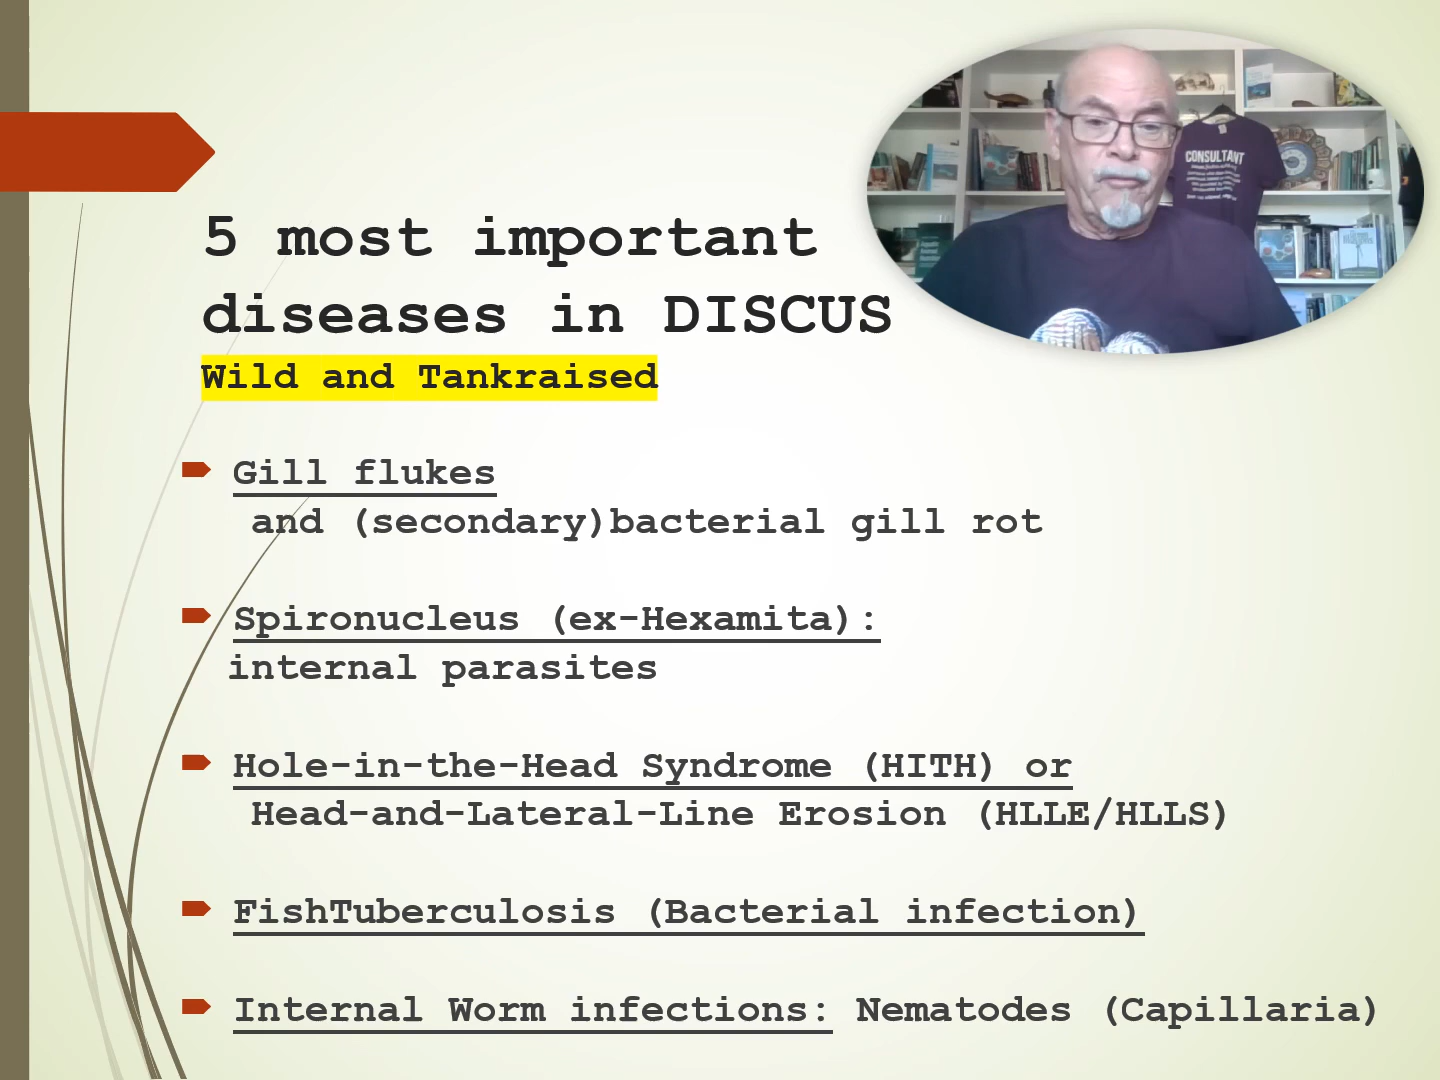 5 most important
diseases in DISCUS
Wild and Tankraised
Gill flukes
and (secondary)bacterial gill rot
Spironucleus (ex-Hexamita):
internal parasites
Hole-in-the-Head Syndrome (HITH) or
Head-and-Lateral-Line Erosion (HLLE/HLLS)
FishTuberculosis (Bacterial infection)
Internal Worm infections: Nematodes (Capillaria)
CONSULTANT